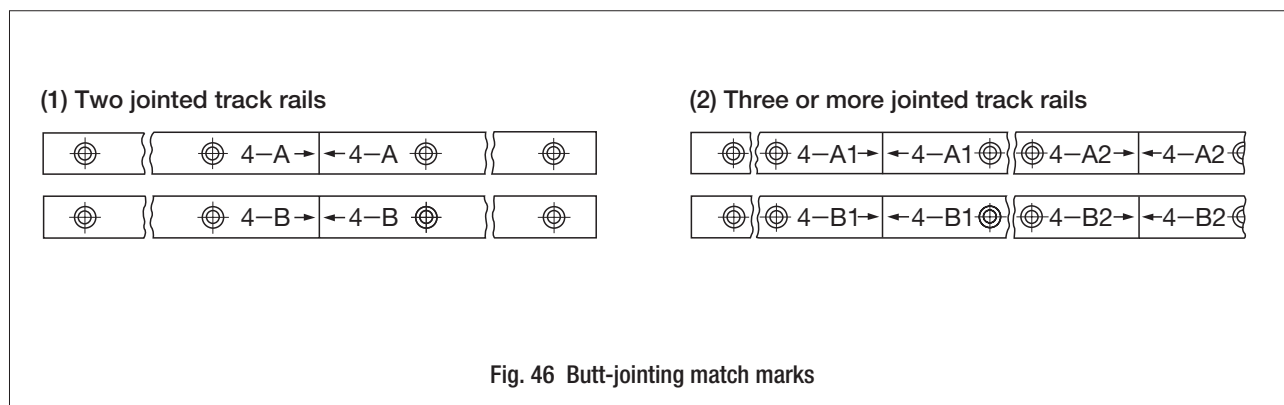 (1) Two jointed track rails
4–A→ ←4–A
4–B→ ←4–B
(2) Three or more jointed track rails
4–A1→ ←4–A1 4–A2→ ←4–A2
4–B1→ ←4–B1 4–B2→ ←4–B2
Fig. 46 Butt-jointing match marks